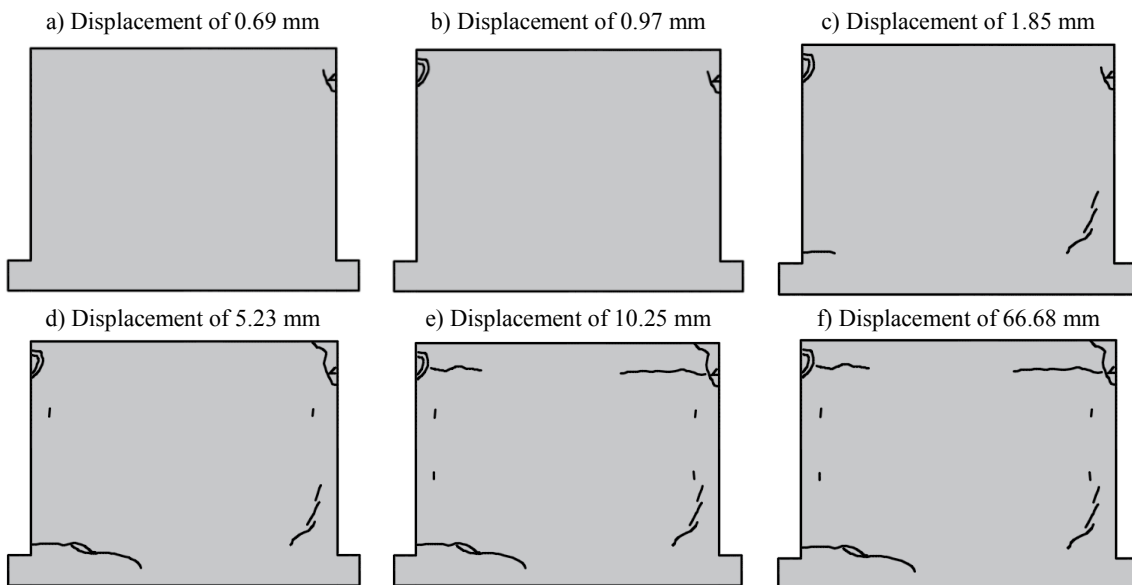 a) Displacement of 0.69 mm
b) Displacement of 0.97 mm
c) Displacement of 1.85 mm
d) Displacement of 5.23 mm
e) Displacement of 10.25 mm
f) Displacement of 66.68 mm